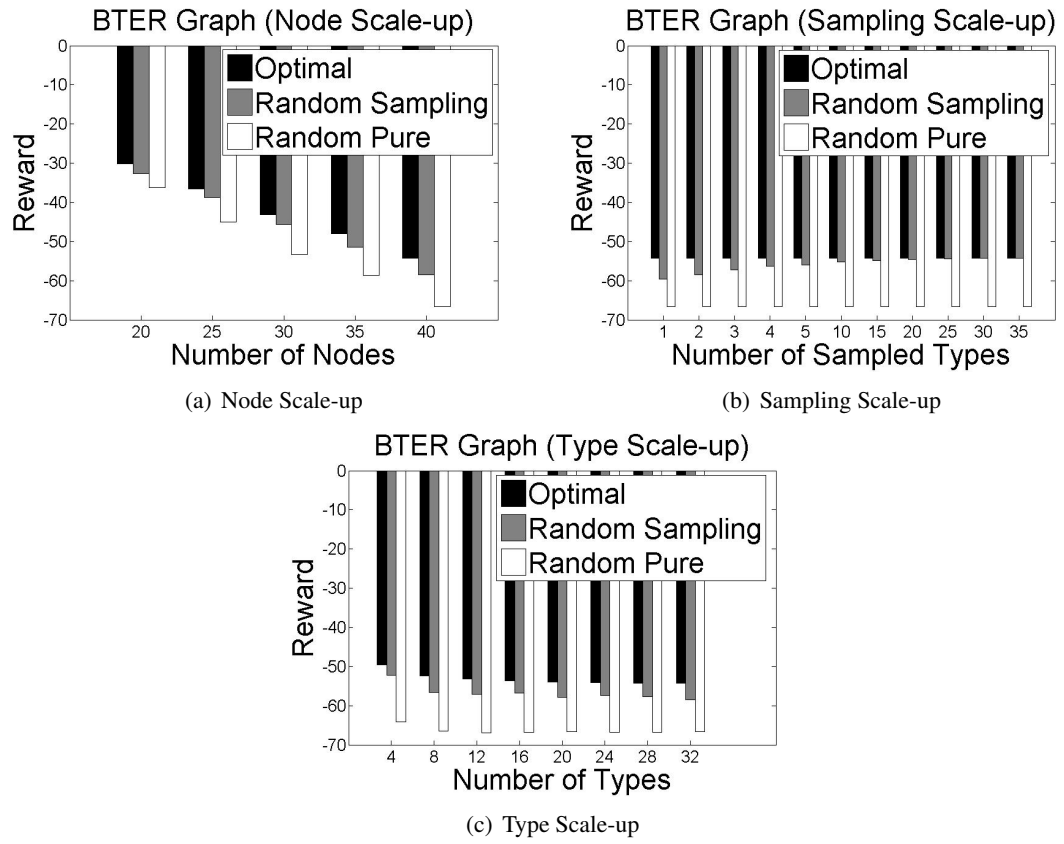 BTER Graph (Node Scale-up)
0
-10
-20
-30
-40
-50
-60
-70
Reward
Optimal
Random Sampling
Random Pure
20 25 30 35 40
Number of Nodes
(a) Node Scale-up
BTER Graph (Sampling Scale-up)
0
-10
-20
-30
-40
-50
-60
-70
Reward
Optimal
Random Sampling
Random Pure
1 2 3 4 5 10 15 20 25 30 35
Number of Sampled Types
(b) Sampling Scale-up
BTER Graph (Type Scale-up)
0
-10
-20
-30
-40
-50
-60
-70
Reward
Optimal
Random Sampling
Random Pure
4 8 12 16 20 24 28 32
Number of Types
(c) Type Scale-up